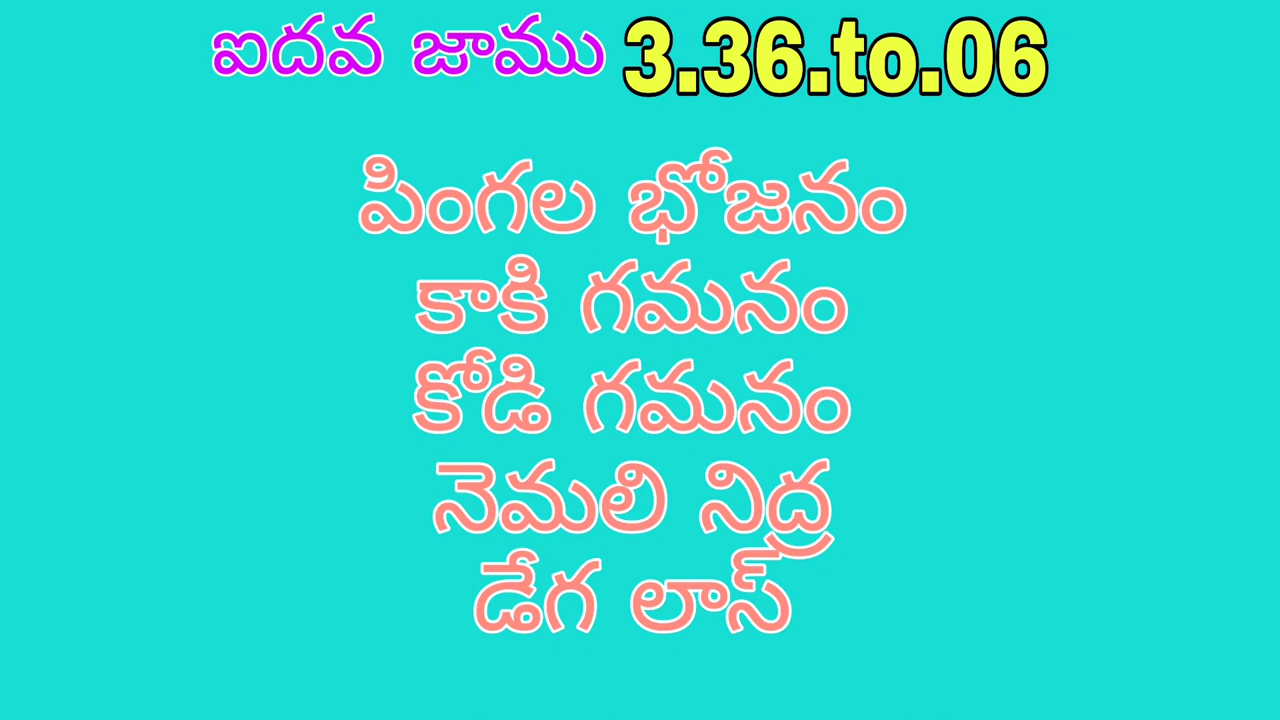 ఐదవ జాము 3.36.to.06
పింగల భోజనం
కాకి గమనం
కోడి గమనం
నెమలి నిద్ర
డేగ లాస్